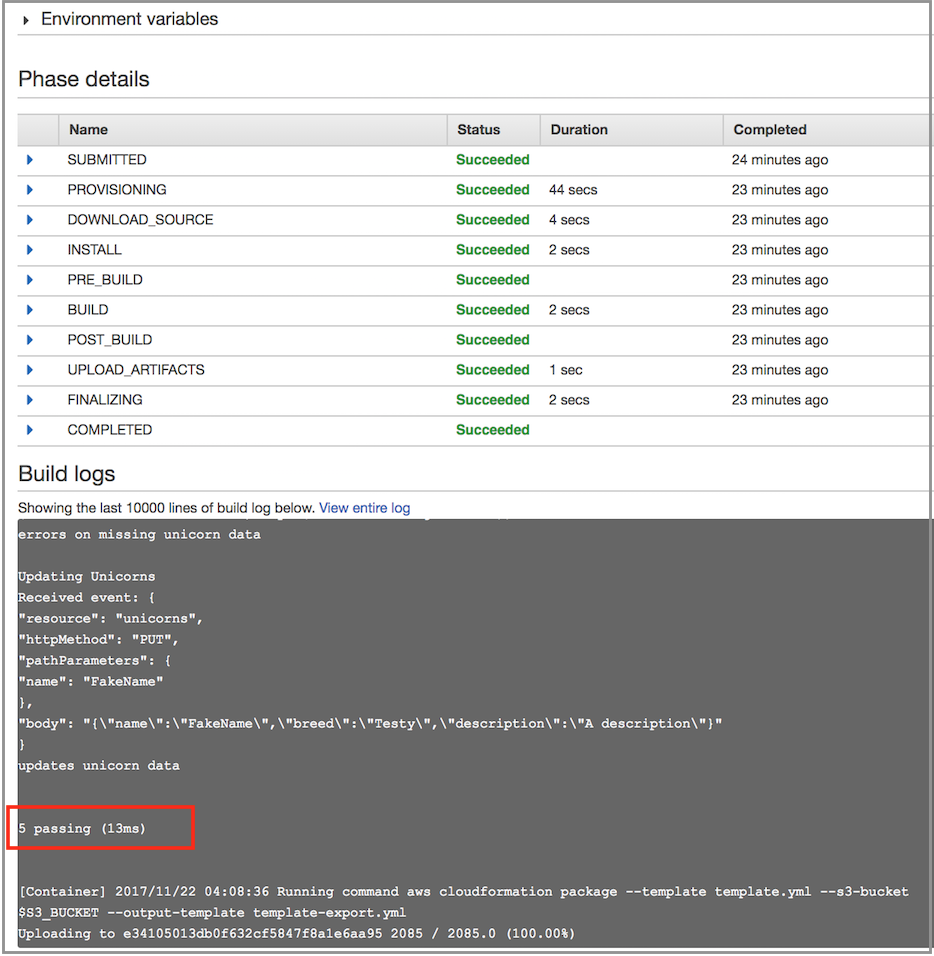 Environment variables
Phase details
Name Status Duration Completed
SUBMITTED Succeeded 24 minutes ago
PROVISIONING Succeeded 44 secs 23 minutes ago
DOWNLOAD_SOURCE Succeeded 4 secs 23 minutes ago
INSTALL Succeeded 2 secs 23 minutes ago
PRE_BUILD Succeeded 23 minutes ago
BUILD Succeeded 2 secs 23 minutes ago
POST_BUILD Succeeded 23 minutes ago
UPLOAD_ARTIFACTS Succeeded 1 sec 23 minutes ago
FINALIZING Succeeded 2 secs 23 minutes ago
COMPLETED Succeeded
Build logs
Showing the last 10000 lines of build log below. View entire log
errors on missing unicorn data
Updating Unicorns
Received event: {
"resource": "unicorns",
"httpMethod": "PUT",
"pathParameters": {
"name": "FakeName"
},
"body": "{\"name\":\"FakeName\",\"breed\":\"Testy\",\"description\":\"A description\"}"
}
updates unicorn data
5 passing (13ms)
[Container] 2017/11/22 04:08:36 Running command aws cloudformation package --template template.yml --s3-bucket
$S3_BUCKET --output-template template-export.yml
Uploading to e34105013db0f632cf5847f8a1e6aa95 2085 / 2085.0 (100.00%)